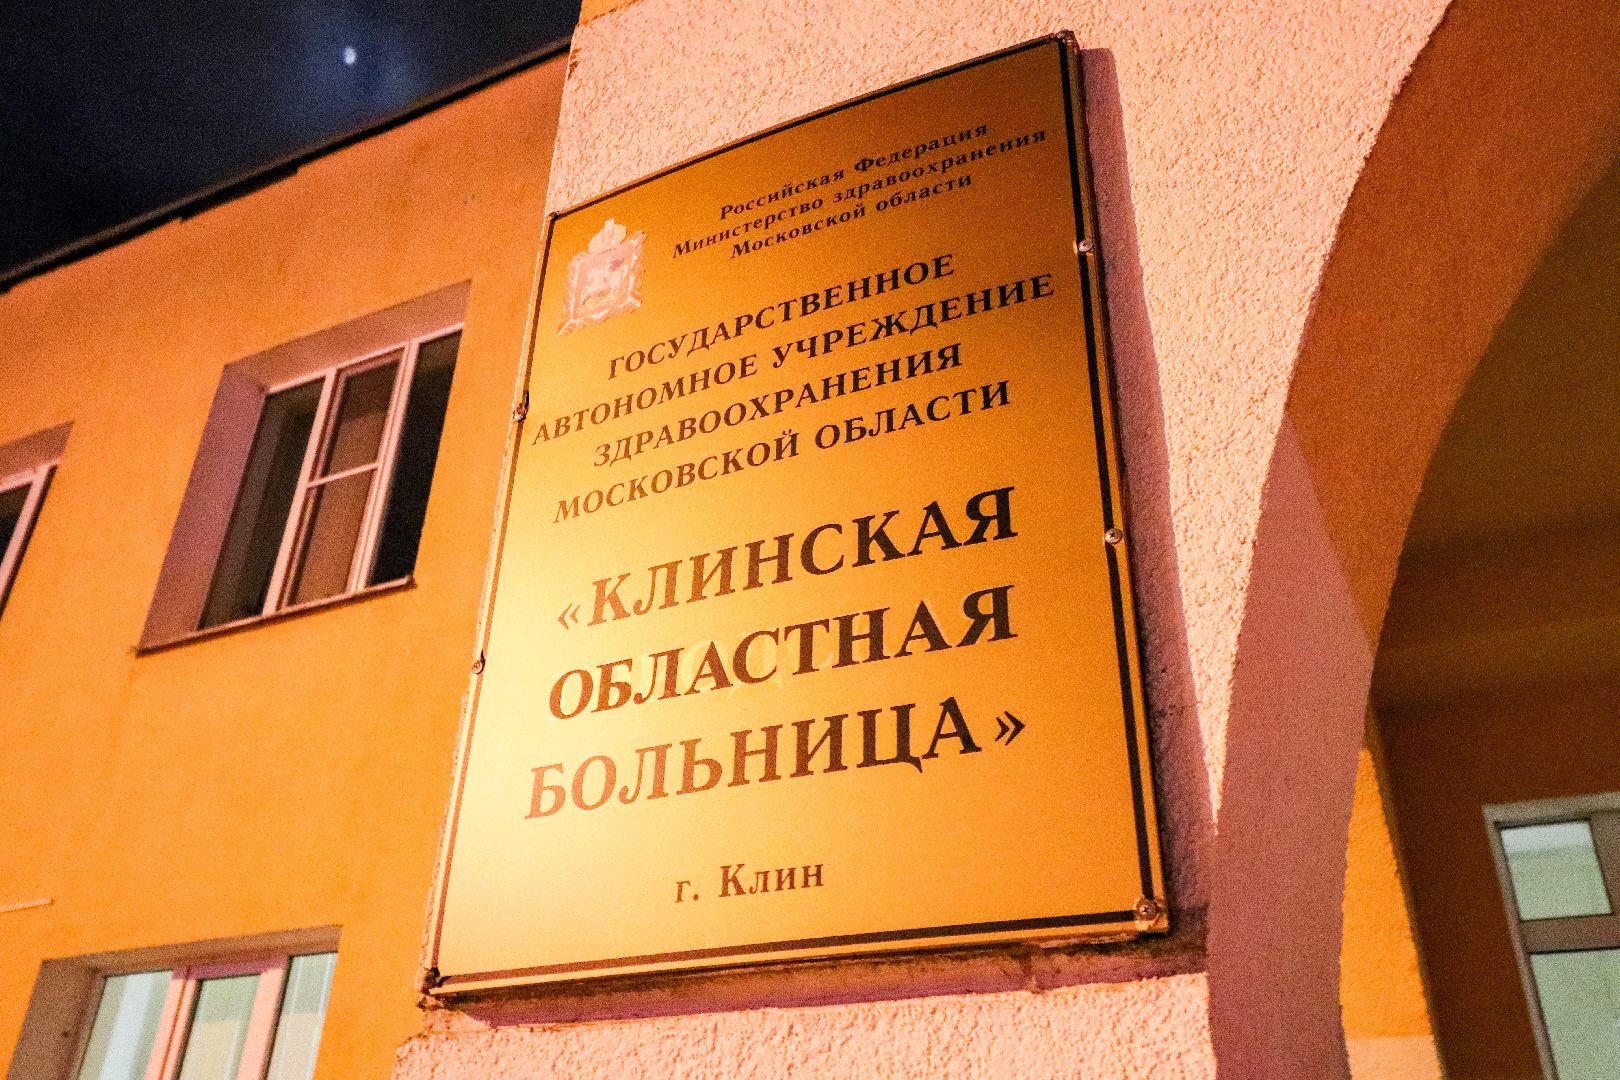 Российская Федерация
Министерство здравоохранения
Московской области
ГОСУДАРСТВЕННОЕ
АВТОНОМНОЕ УЧРЕЖДЕНИЕ
ЗДРАВООХРАНЕНИЯ
МОСКОВСКОЙ ОБЛАСТИ
«КЛИНСКАЯ
ОБЛАСТНАЯ
БОЛЬНИЦА»
г. Клин